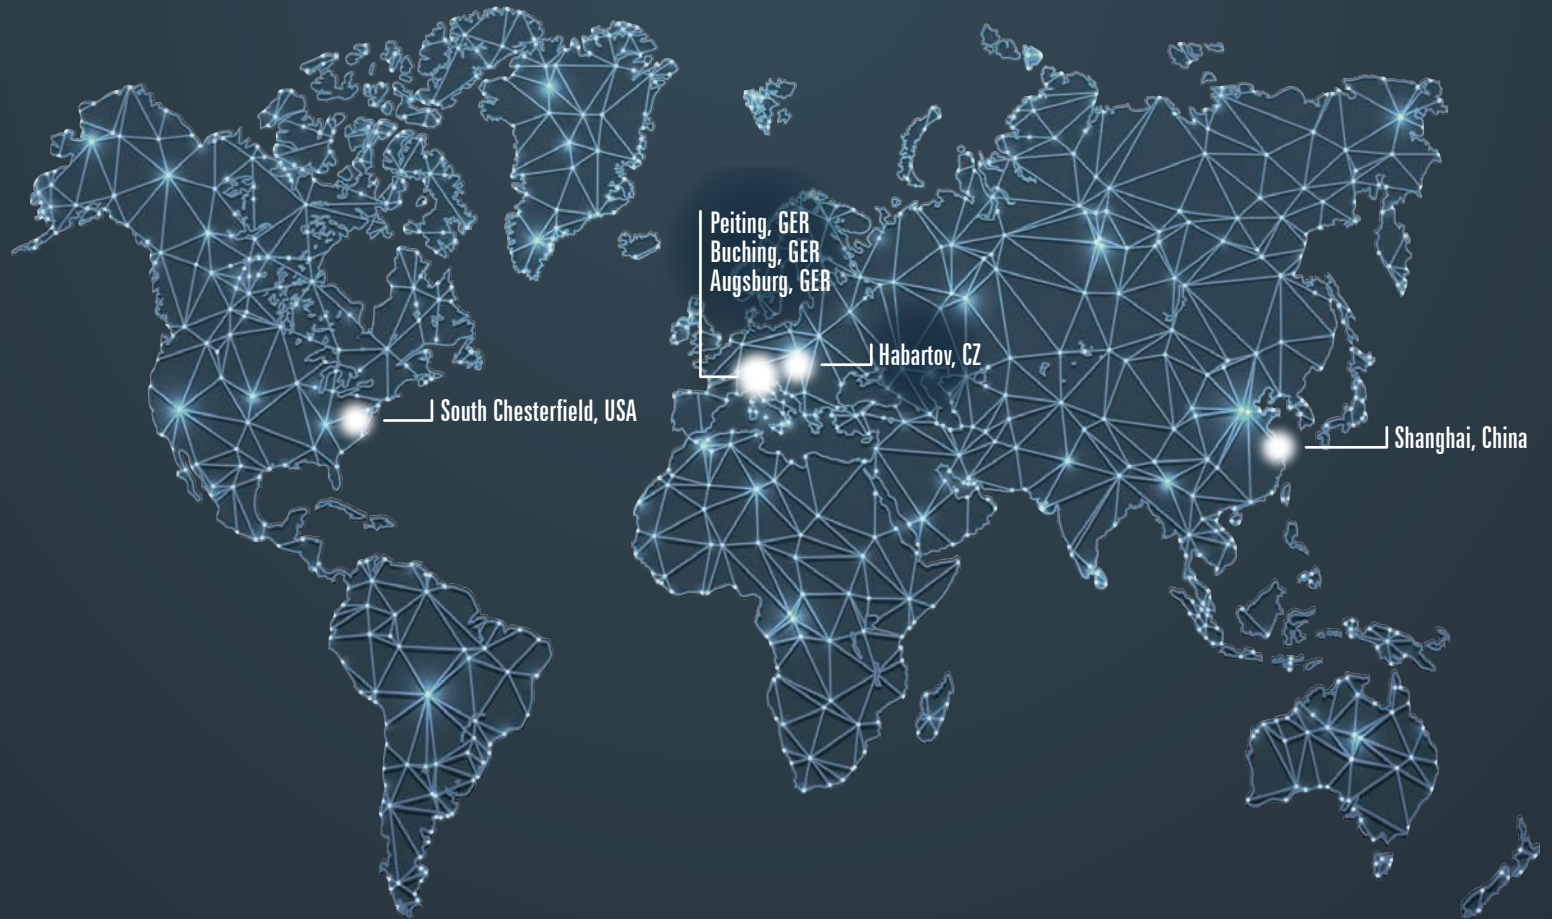 Peiting, GER
Buching, GER
Augsburg, GER
Habartov, CZ
South Chesterfield, USA
Shanghai, China